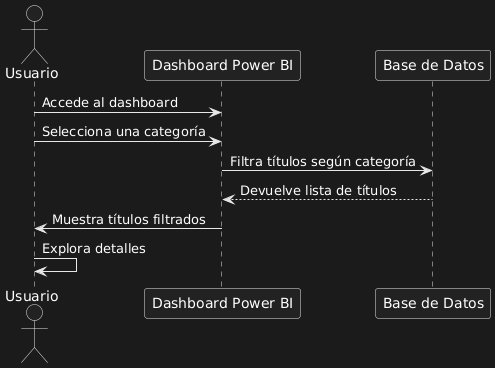 Usuario
Dashboard Power BI
Base de Datos
Accede al dashboard
Selecciona una categoría
Filtra títulos según categoría
Devuelve lista de títulos
Muestra títulos filtrados
Explora detalles
Usuario
Dashboard Power BI
Base de Datos